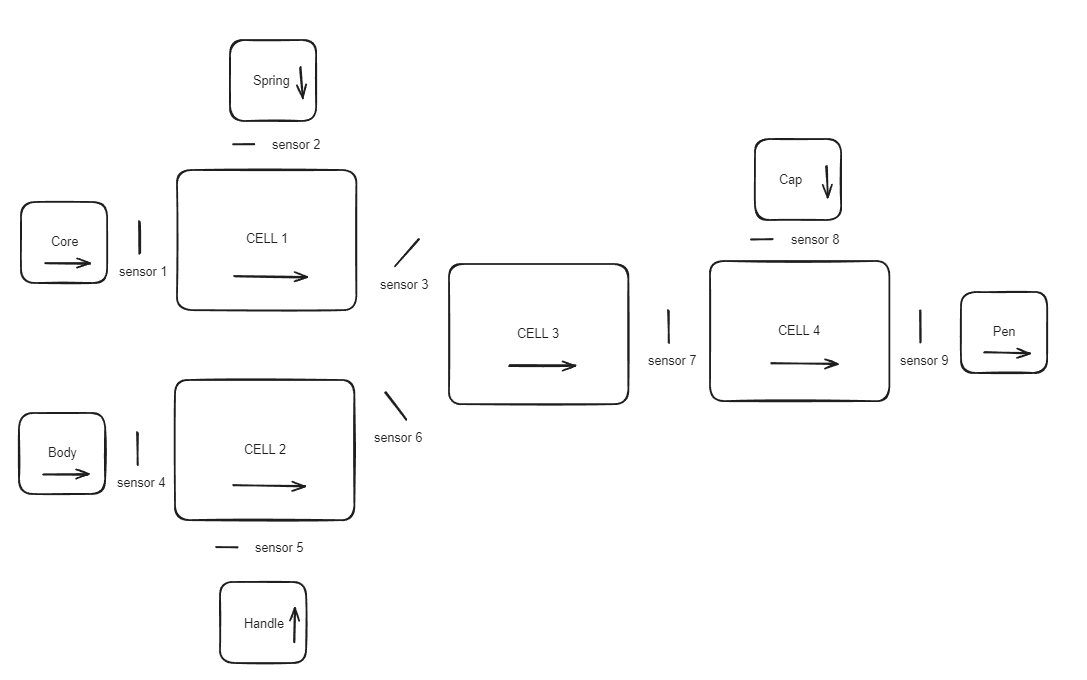 Spring
sensor 2
Cap
Core
CELL 1
sensor 8
sensor 1
sensor 3
CELL 3
CELL 4
Pen
sensor 7
sensor 9
Body
CELL 2
sensor 6
sensor 4
sensor 5
Handle